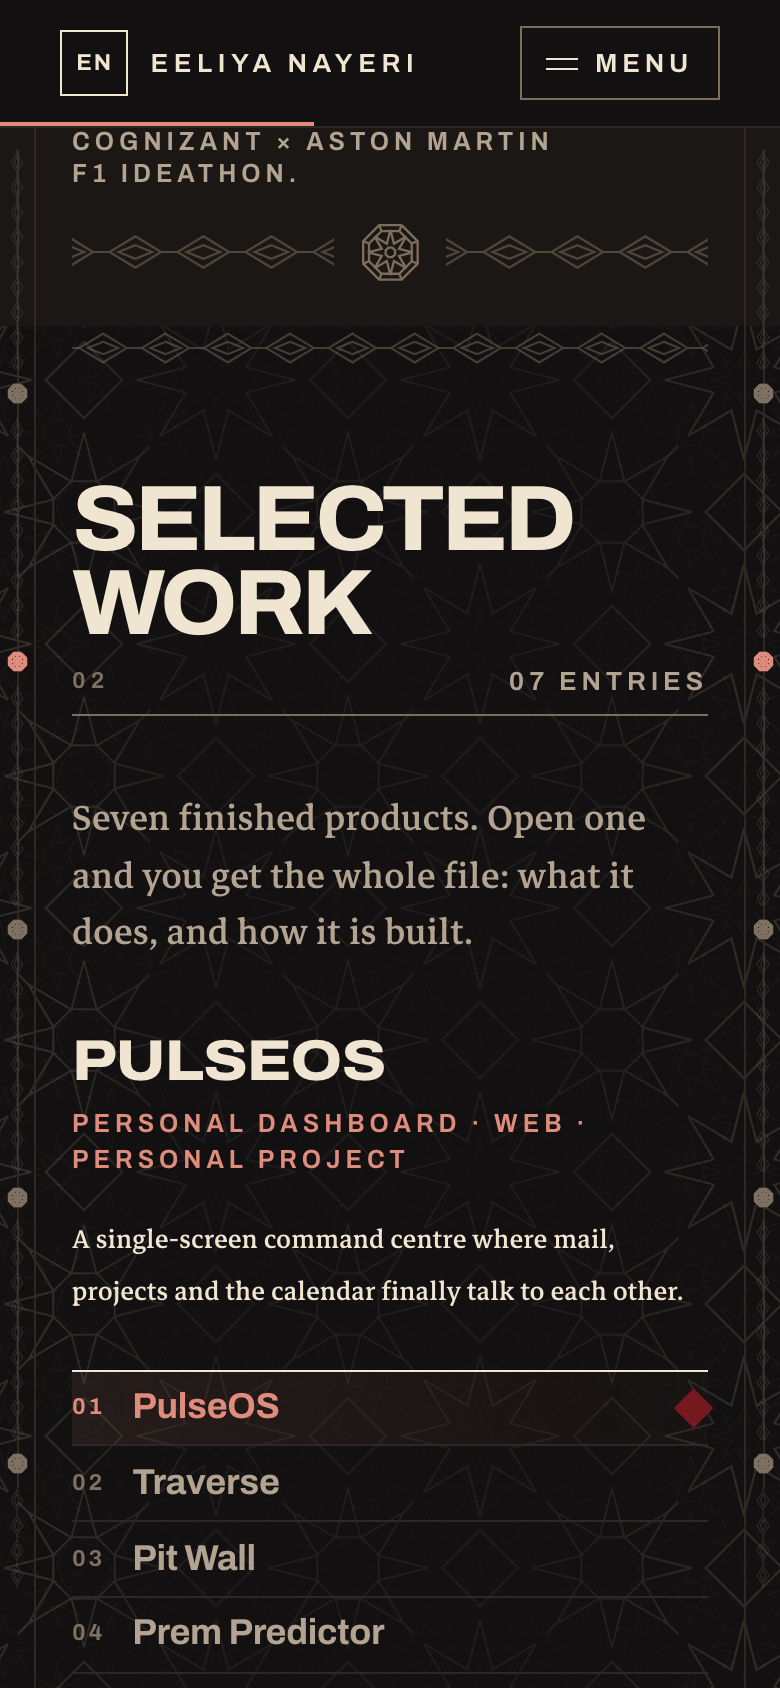 EN
EELIYA NAYERI
MENU
COGNIZANT × ASTON MARTIN
F1 IDEATHON.
SELECTED
WORK
02
07 ENTRIES
Seven finished products. Open one
and you get the whole file: what it
does, and how it is built.
PULSEOS
PERSONAL DASHBOARD · WEB ·
PERSONAL PROJECT
A single-screen command centre where mail,
projects and the calendar finally talk to each other.
01 PulseOS
02 Traverse
03 Pit Wall
04 Prem Predictor